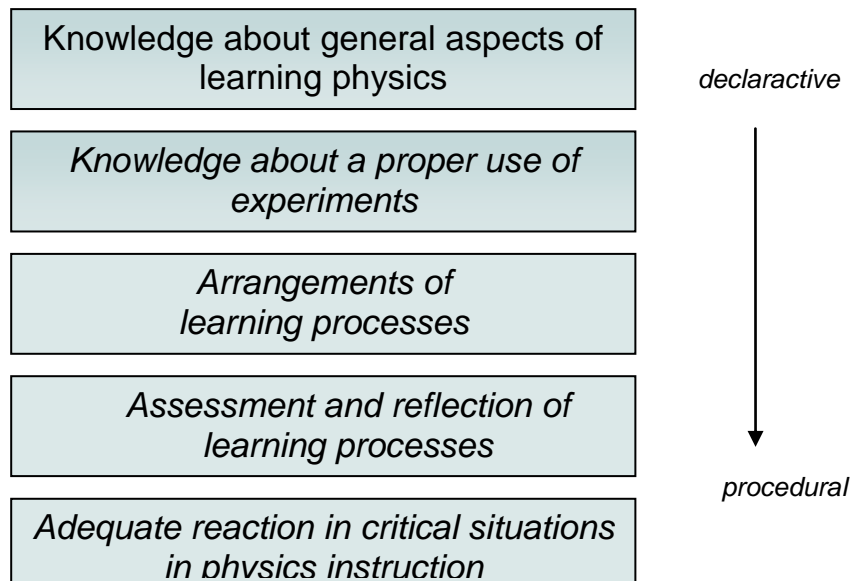 Knowledge about general aspects of
learning physics
declaractive
Knowledge about a proper use of
experiments
Arrangements of
learning processes
Assessment and reflection of
learning processes
procedural
Adequate reaction in critical situations
in physics instruction